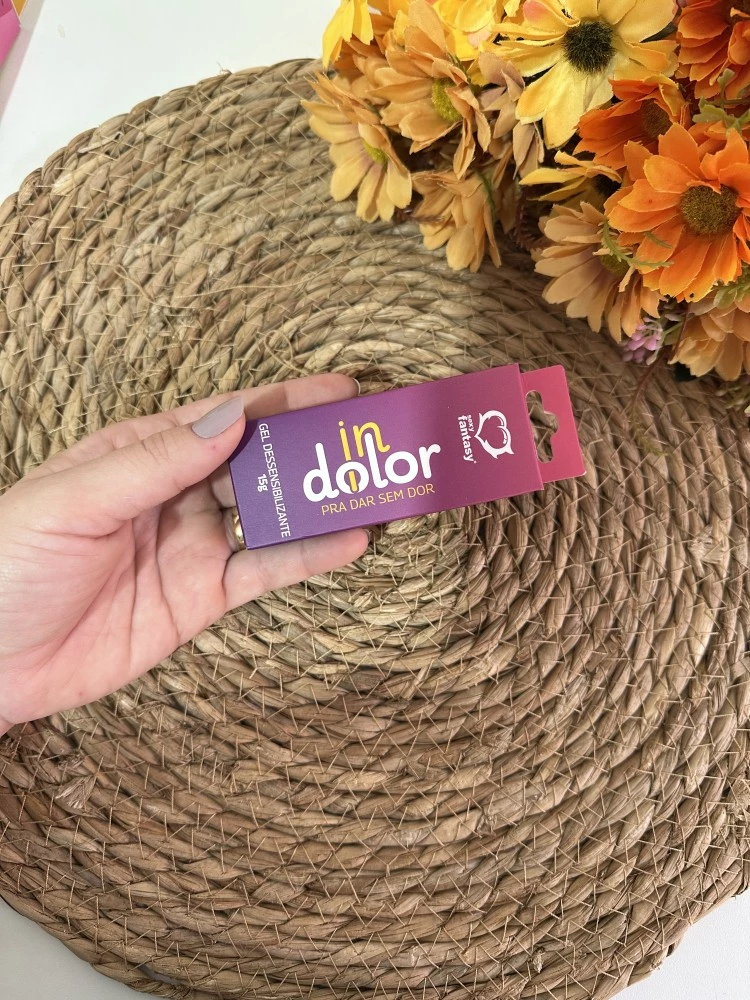 in
dolor
PRA DAR SEM DOR
GEL DESSENSIBILIZANTE
15g
sexy
fantasy